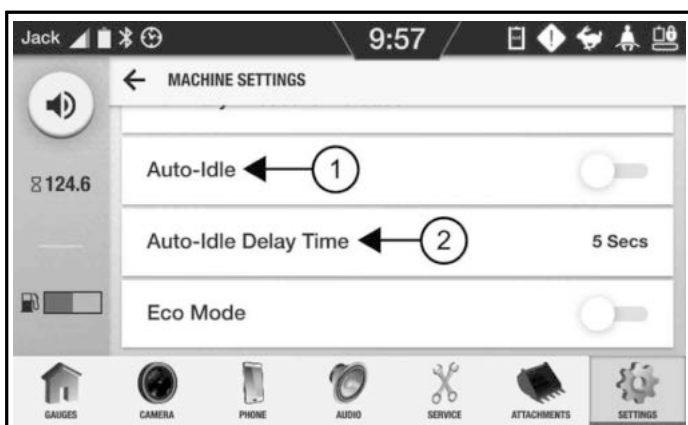 Jack 9:57
MACHINE SETTINGS
Auto-Idle 1
124.6
Auto-Idle Delay Time 2 5 Secs
Eco Mode
GAUGES CAMERA PHONE AUDIO SERVICE ATTACHMENTS SETTINGS